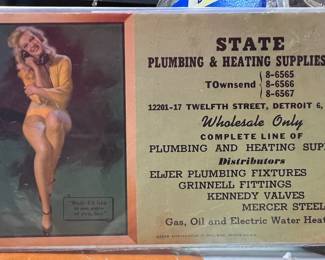 STATE
PLUMBING & HEATING SUPPLIES
8-6565
TOwnsend 8-6566
8-6567
12201-17 TWELFTH STREET, DETROIT 6,
Wholesale Only
COMPLETE LINE OF
PLUMBING AND HEATING SUP
Distributors
ELJER PLUMBING FIXTURES
GRINNELL FITTINGS
KENNEDY VALVES
MERCER STEEL
Gas, Oil and Electric Water Heat